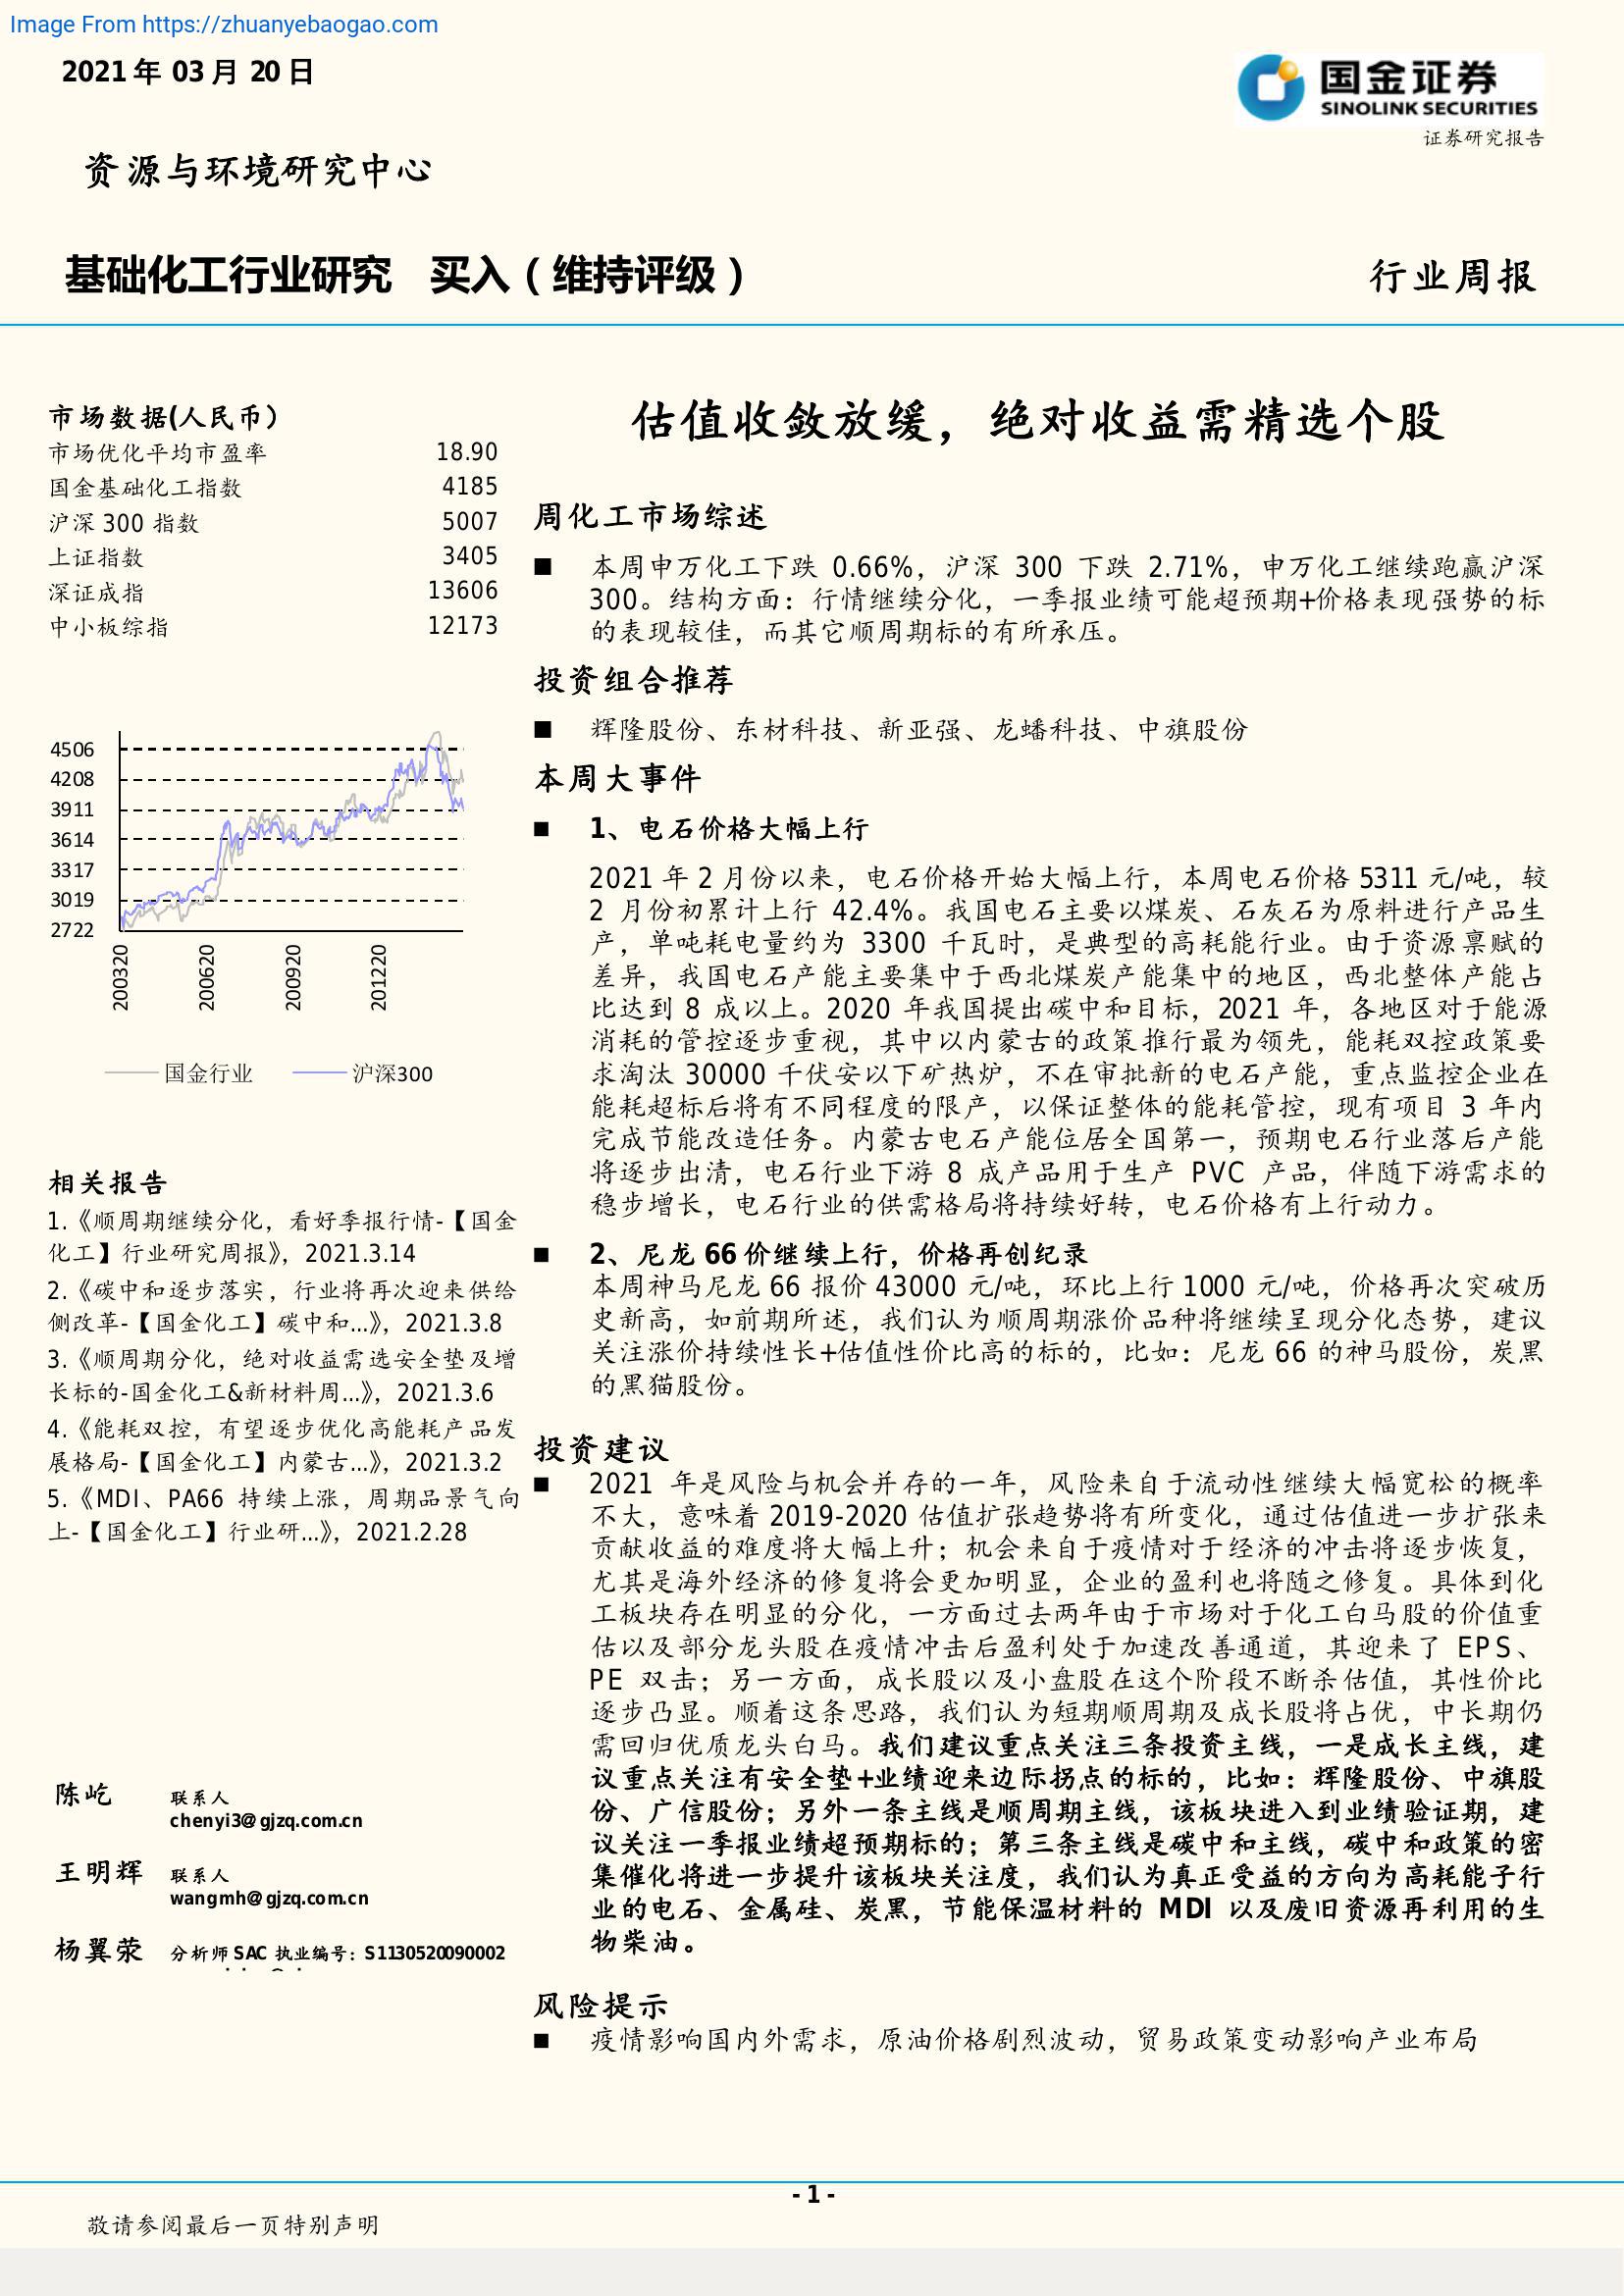 Image From https://zhuanyebaogao.com
2021 年 03 月 20 日
国金证券
SINOLINK SECURITIES
证券研究报告
资源与环境研究中心
基础化工行业研究 买入（维持评级）
行业周报
市场数据(人民币）
市场优化平均市盈率 18.90
国金基础化工指数 4185
沪深 300 指数 5007
上证指数 3405
深证成指 13606
中小板综指 12173
4506
4208
3911
3614
3317
3019
2722
200320
200620
200920
201220
国金行业 沪深300
相关报告
1.《顺周期继续分化，看好季报行情-【国金
化工】行业研究周报》，2021.3.14
2.《碳中和逐步落实，行业将再次迎来供给
侧改革-【国金化工】碳中和...》，2021.3.8
3.《顺周期分化，绝对收益需选安全垫及增
长标的-国金化工&新材料周...》，2021.3.6
4.《能耗双控，有望逐步优化高能耗产品发
展格局-【国金化工】内蒙古...》，2021.3.2
5.《MDI、PA66 持续上涨，周期品景气向
上-【国金化工】行业研...》，2021.2.28
陈屹 联系人
chenyi3@gjzq.com.cn
王明辉 联系人
wangmh@gjzq.com.cn
杨翼荥 分析师 SAC 执业编号：S1130520090002
估值收敛放缓，绝对收益需精选个股
周化工市场综述
■ 本周申万化工下跌 0.66%，沪深 300 下跌 2.71%，申万化工继续跑赢沪深
300。结构方面：行情继续分化，一季报业绩可能超预期+价格表现强势的标
的表现较佳，而其它顺周期标的有所承压。
投资组合推荐
■ 辉隆股份、东材科技、新亚强、龙蟠科技、中旗股份
本周大事件
■ 1、电石价格大幅上行
2021 年 2 月份以来，电石价格开始大幅上行，本周电石价格 5311 元/吨，较
2 月份初累计上行 42.4%。我国电石主要以煤炭、石灰石为原料进行产品生
产，单吨耗电量约为 3300 千瓦时，是典型的高耗能行业。由于资源禀赋的
差异，我国电石产能主要集中于西北煤炭产能集中的地区，西北整体产能占
比达到 8 成以上。2020 年我国提出碳中和目标，2021 年，各地区对于能源
消耗的管控逐步重视，其中以内蒙古的政策推行最为领先，能耗双控政策要
求淘汰 30000 千伏安以下矿热炉，不在审批新的电石产能，重点监控企业在
能耗超标后将有不同程度的限产，以保证整体的能耗管控，现有项目 3 年内
完成节能改造任务。内蒙古电石产能位居全国第一，预期电石行业落后产能
将逐步出清，电石行业下游 8 成产品用于生产 PVC 产品，伴随下游需求的
稳步增长，电石行业的供需格局将持续好转，电石价格有上行动力。
■ 2、尼龙 66 价继续上行，价格再创纪录
本周神马尼龙 66 报价 43000 元/吨，环比上行 1000 元/吨，价格再次突破历
史新高，如前期所述，我们认为顺周期涨价品种将继续呈现分化态势，建议
关注涨价持续性长+估值性价比高的标的，比如：尼龙 66 的神马股份，炭黑
的黑猫股份。
投资建议
■ 2021 年是风险与机会并存的一年，风险来自于流动性继续大幅宽松的概率
不大，意味着 2019-2020 估值扩张趋势将有所变化，通过估值进一步扩张来
贡献收益的难度将大幅上升；机会来自于疫情对于经济的冲击将逐步恢复，
尤其是海外经济的修复将会更加明显，企业的盈利也将随之修复。具体到化
工板块存在明显的分化，一方面过去两年由于市场对于化工白马股的价值重
估以及部分龙头股在疫情冲击后盈利处于加速改善通道，其迎来了 EPS、
PE 双击；另一方面，成长股以及小盘股在这个阶段不断杀估值，其性价比
逐步凸显。顺着这条思路，我们认为短期顺周期及成长股将占优，中长期仍
需回归优质龙头白马。我们建议重点关注三条投资主线，一是成长主线，建
议重点关注有安全垫+业绩迎来边际拐点的标的，比如：辉隆股份、中旗股
份、广信股份；另外一条主线是顺周期主线，该板块进入到业绩验证期，建
议关注一季报业绩超预期标的；第三条主线是碳中和主线，碳中和政策的密
集催化将进一步提升该板块关注度，我们认为真正受益的方向为高耗能子行
业的电石、金属硅、炭黑，节能保温材料的 MDI 以及废旧资源再利用的生
物柴油。
风险提示
■ 疫情影响国内外需求，原油价格剧烈波动，贸易政策变动影响产业布局
- 1 -
敬请参阅最后一页特别声明